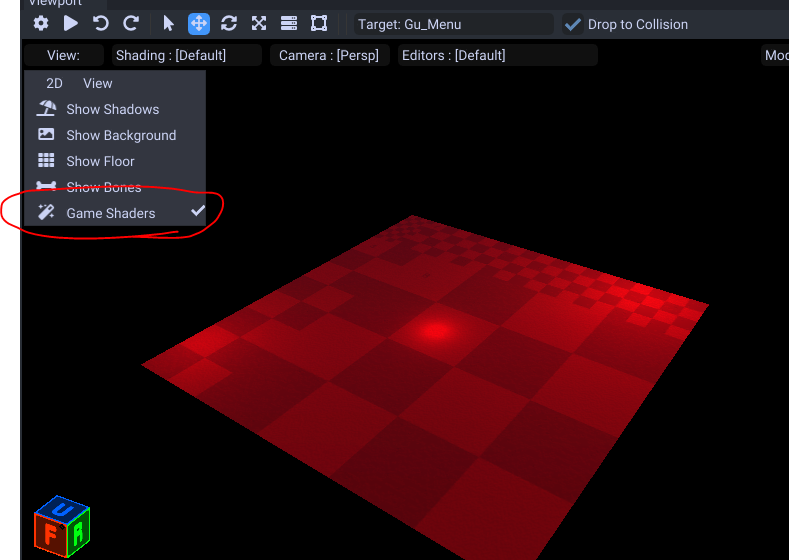 Viewport
Target: Gu_Menu
Drop to Collision
View:
Shading : [Default]
Camera : [Persp]
Editors : [Default]
2D View
Show Shadows
Show Background
Show Floor
Show Bones
Game Shaders
U
F
R